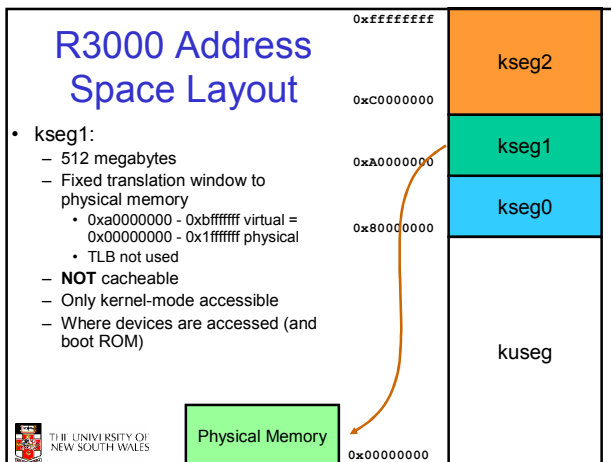 R3000 Address
Space Layout
• kseg1:
– 512 megabytes
– Fixed translation window to
physical memory
• 0xa0000000 - 0xbfffffff virtual =
0x00000000 - 0x1fffffff physical
• TLB not used
– NOT cacheable
– Only kernel-mode accessible
– Where devices are accessed (and
boot ROM)
THE UNIVERSITY OF
NEW SOUTH WALES
Physical Memory
0xffffffff
0xC0000000
0xA0000000
0x80000000
0x00000000
kseg2
kseg1
kseg0
kuseg